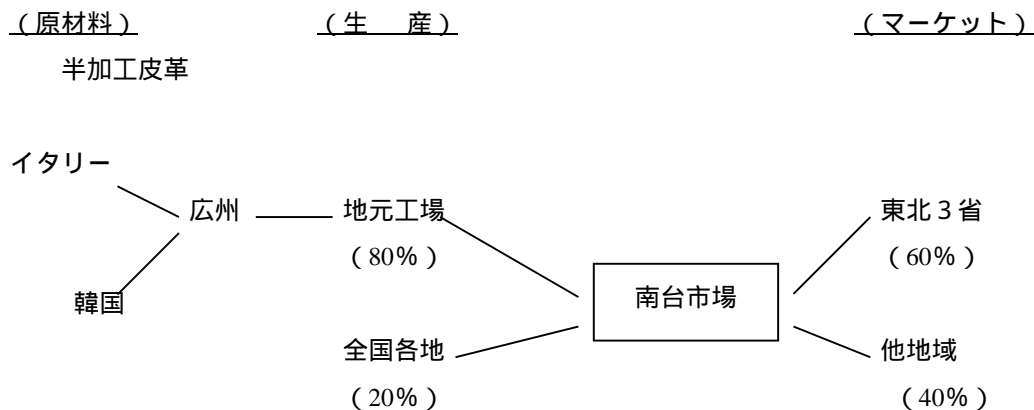 （原材料） （生　産） （マーケット）
半加工皮革
イタリー
広州 地元工場 東北３省
（80％） （60％）
韓国 南台市場
全国各地 他地域
（20％） （40％）